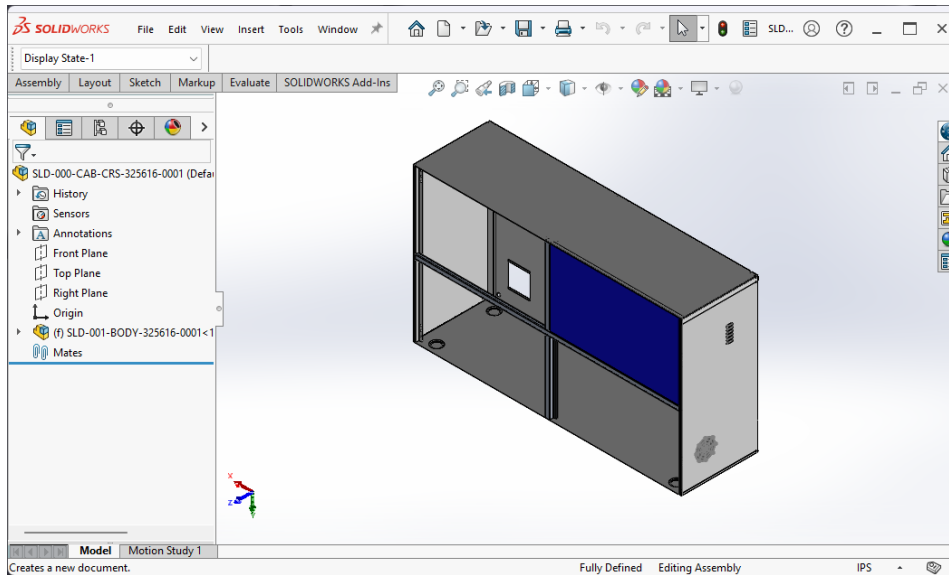 SOLIDWORKS File Edit View Insert Tools Window SLD... ?
Display State-1
Assembly Layout Sketch Markup Evaluate SOLIDWORKS Add-Ins
SLD-000-CAB-CRS-325616-0001 (Defau
History
Sensors
A Annotations
Front Plane
Top Plane
Right Plane
Origin
(f) SLD-001-BODY-325616-0001<1
Mates
X
Z
Y
Model Motion Study 1
Creates a new document. Fully Defined Editing Assembly IPS